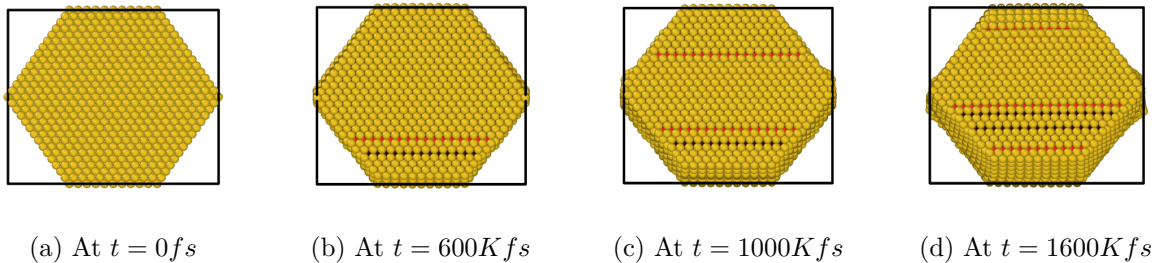 (a) At t = 0fs (b) At t = 600Kfs (c) At t = 1000Kfs (d) At t = 1600Kfs